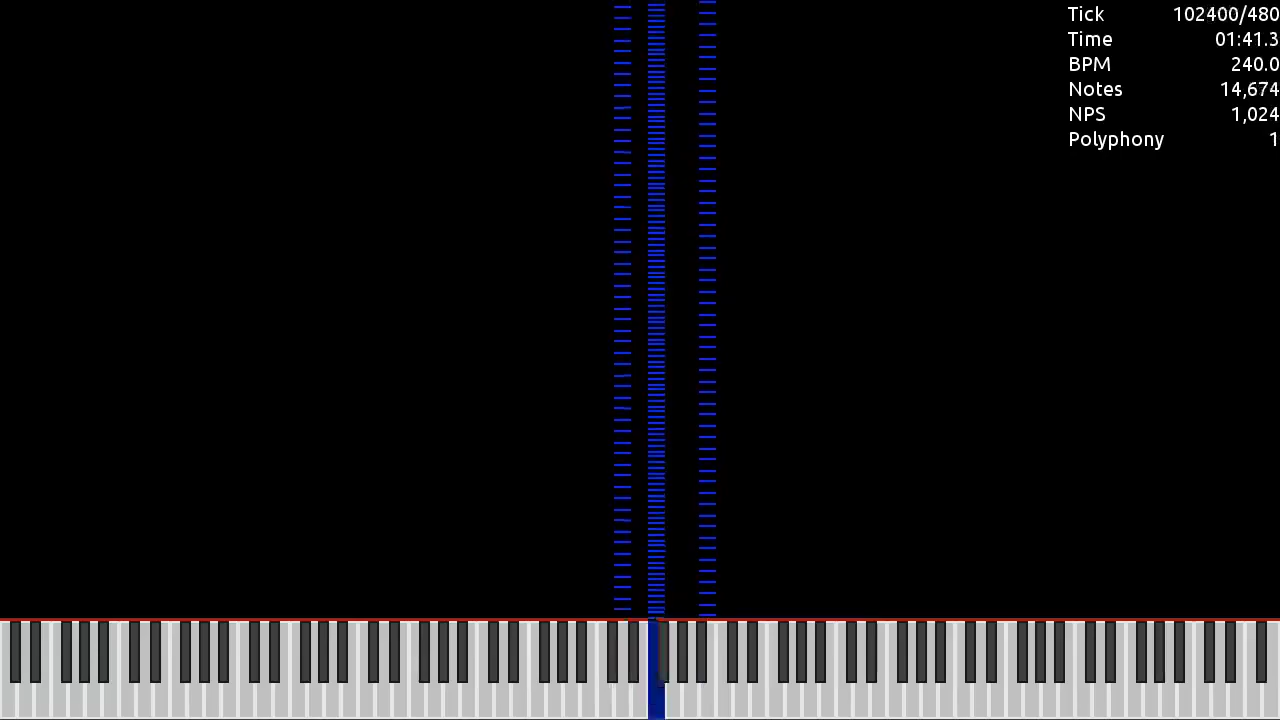 Tick 102400/480
Time 01:41.3
BPM 240.0
Notes 14,674
NPS 1,024
Polyphony 1